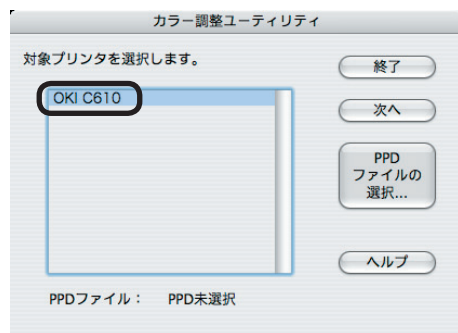 カラー調整ユーティリティ
対象プリンタを選択します。
OKI C610
終了
次へ
PPD
ファイルの
選択...
ヘルプ
PPDファイル： PPD未選択